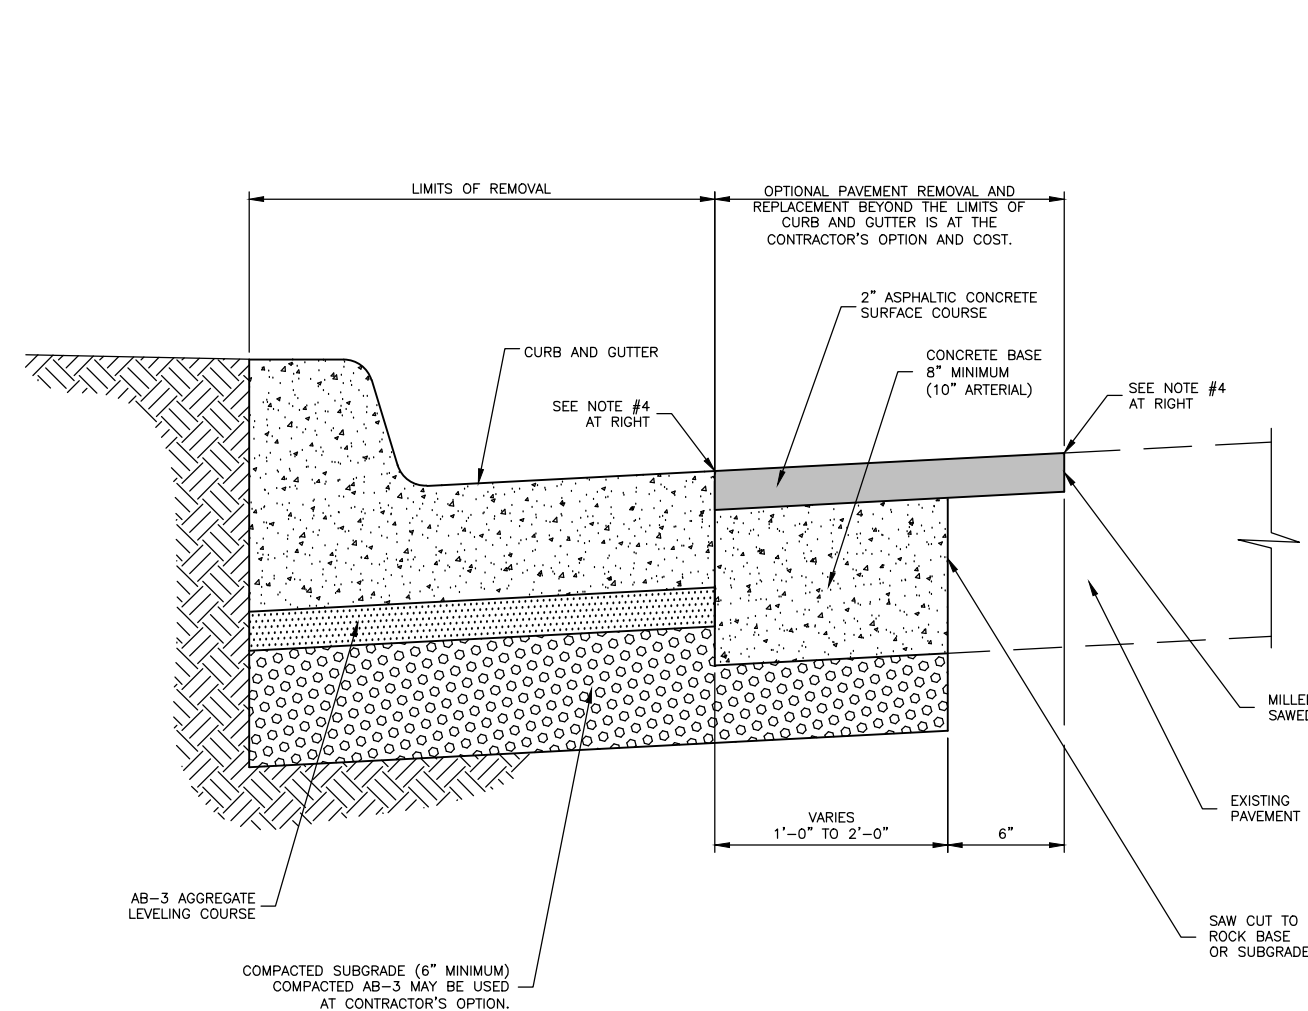 LIMITS OF REMOVAL
OPTIONAL PAVEMENT REMOVAL AND
REPLACEMENT BEYOND THE LIMITS OF
CURB AND GUTTER IS AT THE
CONTRACTOR'S OPTION AND COST.
2" ASPHALTIC CONCRETE
SURFACE COURSE
CURB AND GUTTER
CONCRETE BASE
8" MINIMUM
(10" ARTERIAL)
SEE NOTE #4
AT RIGHT
SEE NOTE #4
AT RIGHT
EXISTING
PAVEMENT
VARIES
1'-0" TO 2'-0"
6"
AB-3 AGGREGATE
LEVELING COURSE
SAW CUT TO
ROCK BASE
OR SUBGRADE
COMPACTED SUBGRADE (6" MINIMUM)
COMPACTED AB-3 MAY BE USED
AT CONTRACTOR'S OPTION.